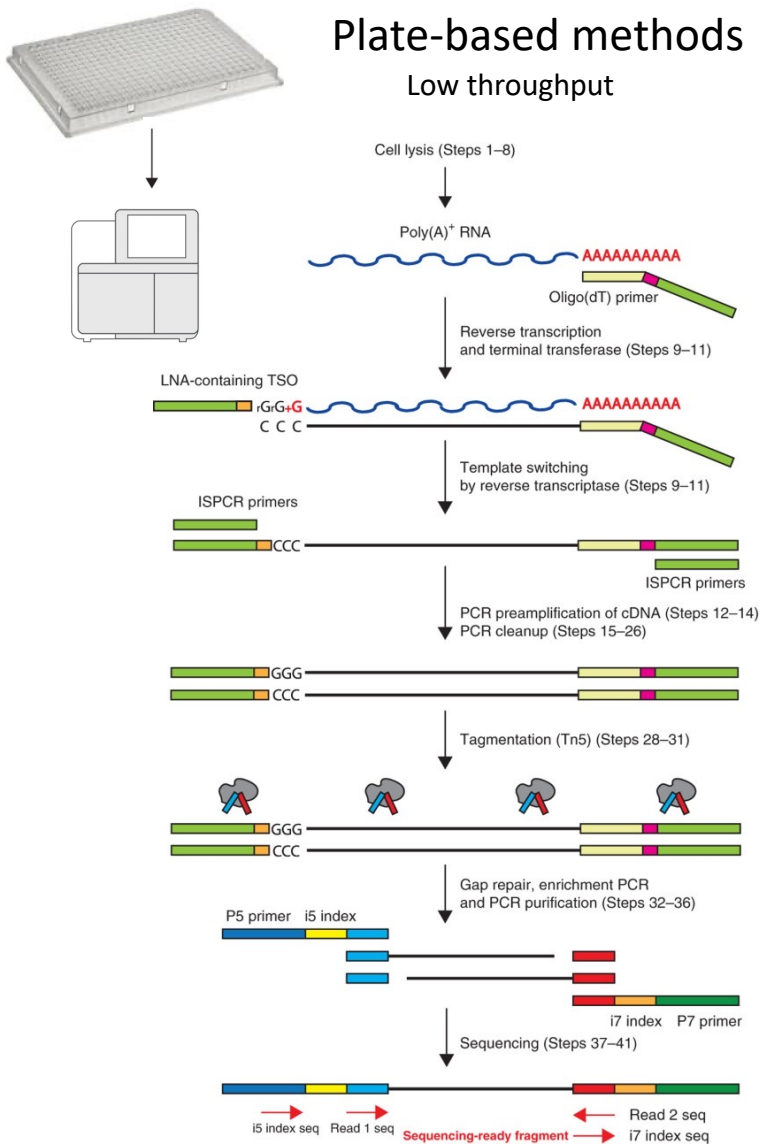 Plate-based methods
Low throughput
Cell lysis (Steps 1–8)
Poly(A)+ RNA
AAAAAAAAAA
Oligo(dT) primer
Reverse transcription
and terminal transferase (Steps 9–11)
LNA-containing TSO
rGrG+G
AAAAAAAAAA
C C C
Template switching
by reverse transcriptase (Steps 9–11)
ISPCR primers
CCC
ISPCR primers
PCR preamplification of cDNA (Steps 12–14)
PCR cleanup (Steps 15–26)
GGG
CCC
Tagmentation (Tn5) (Steps 28–31)
GGG
CCC
Gap repair, enrichment PCR
and PCR purification (Steps 32–36)
P5 primer i5 index
i7 index P7 primer
Sequencing (Steps 37–41)
i5 index seq
Read 1 seq
Read 2 seq
Sequencing-ready fragment
i7 index seq